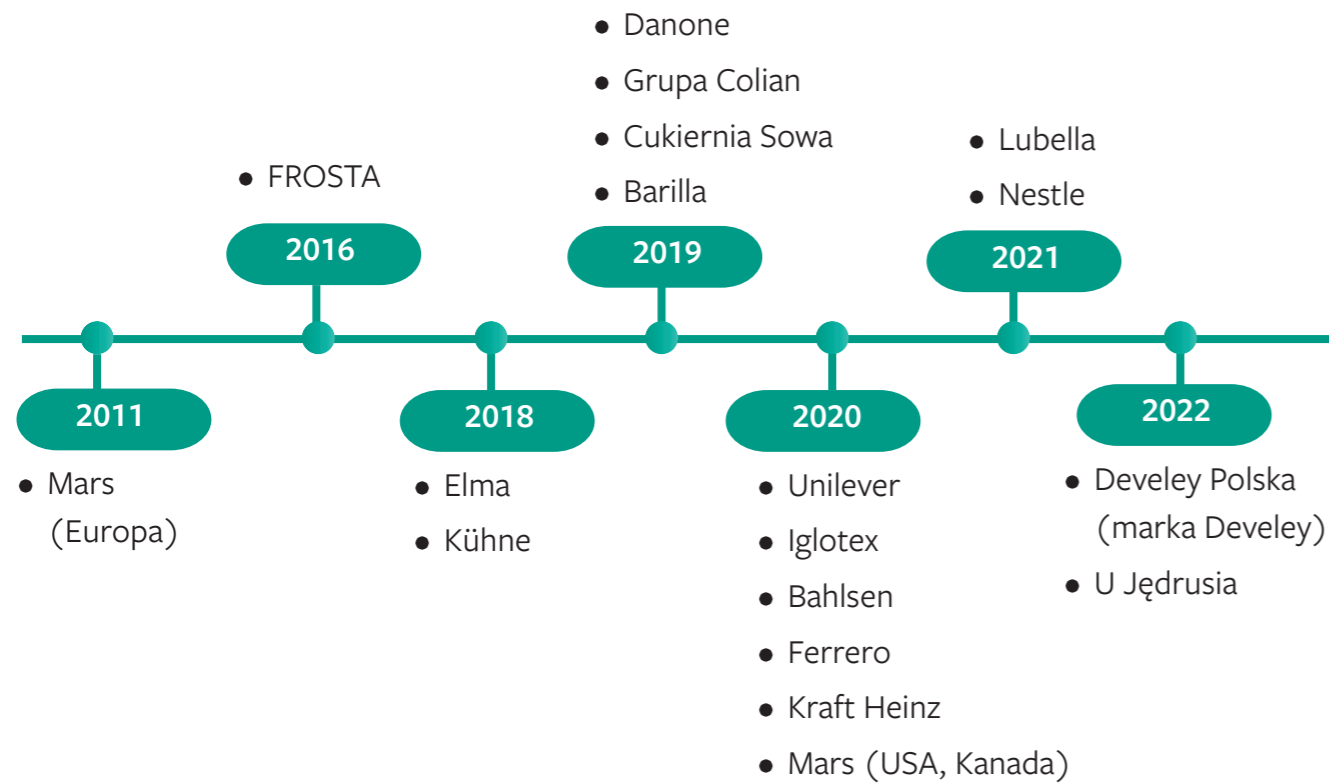 2011
Mars
(Europa)
2016
FROSTA
2018
Elma
Kühne
2019
Danone
Grupa Colian
Cukiernia Sowa
Barilla
2020
Unilever
Iglotex
Bahlsen
Ferrero
Kraft Heinz
Mars (USA, Kanada)
2021
Lubella
Nestle
2022
Develey Polska
(marka Develey)
U Jędrusia